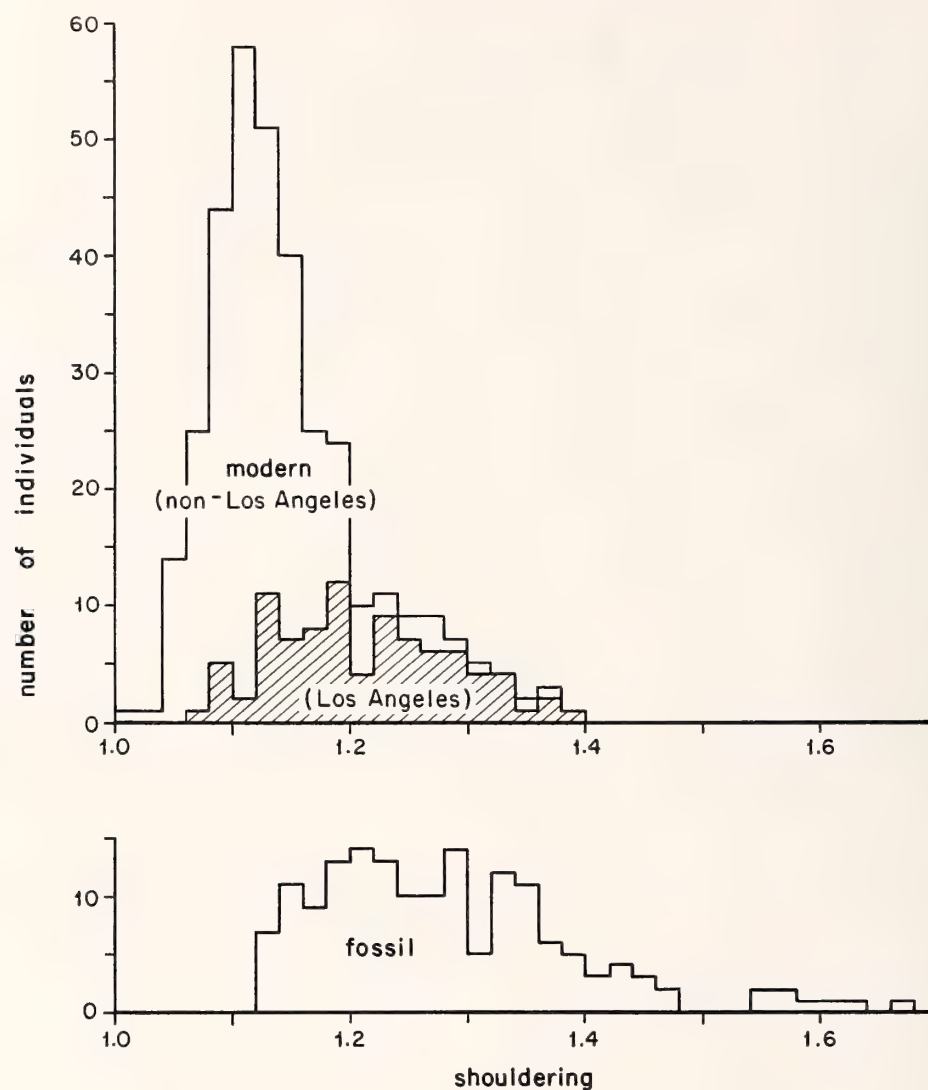 60
50
40
30
20
10
0
number of individuals
modern
(non-Los Angeles)
(Los Angeles)
1.0 1.2 1.4 1.6
10
0
fossil
1.0 1.2 1.4 1.6
shouldering